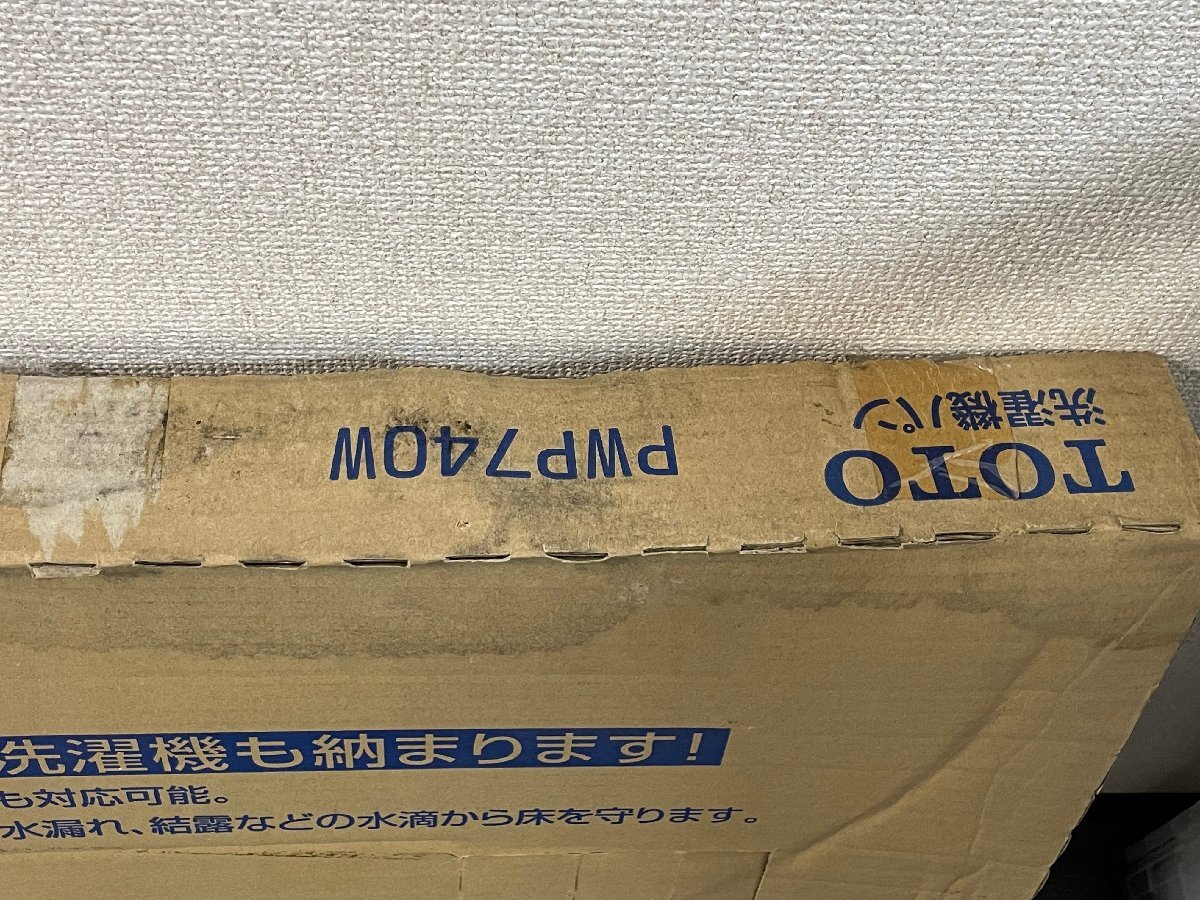 TOTO
洗濯機パン
PWP740W
洗濯機も納まります!
も対応可能。
水漏れ、結露などの水滴から床を守ります。